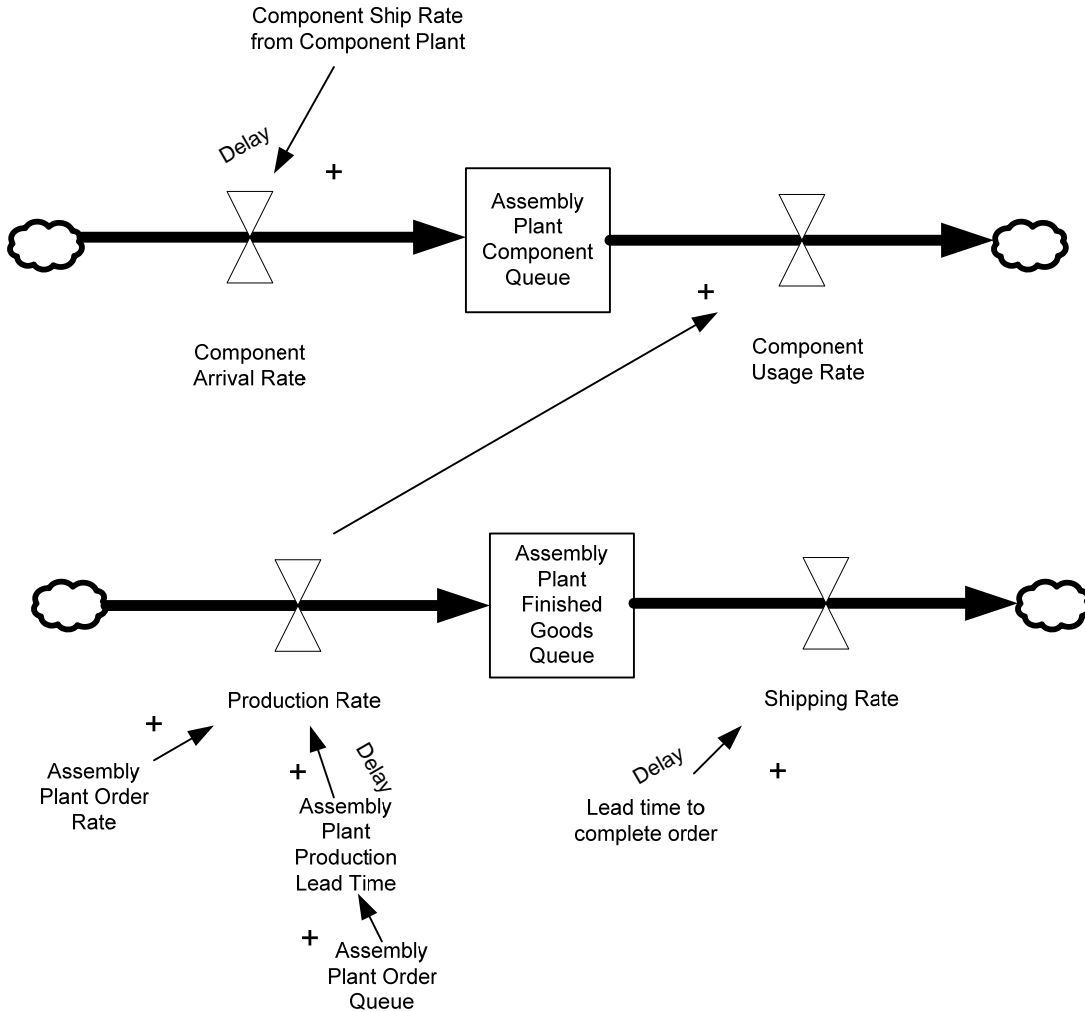 Component Ship Rate
from Component Plant
Delay
+
Assembly
Plant
Component
Queue
+
Component
Arrival Rate
Component
Usage Rate
Assembly
Plant
Finished
Goods
Queue
Production Rate
Shipping Rate
+
Delay
+
Delay
+
Assembly
Plant Order
Rate
Assembly
Plant
Production
Lead Time
Lead time to
complete order
+
Assembly
Plant Order
Queue